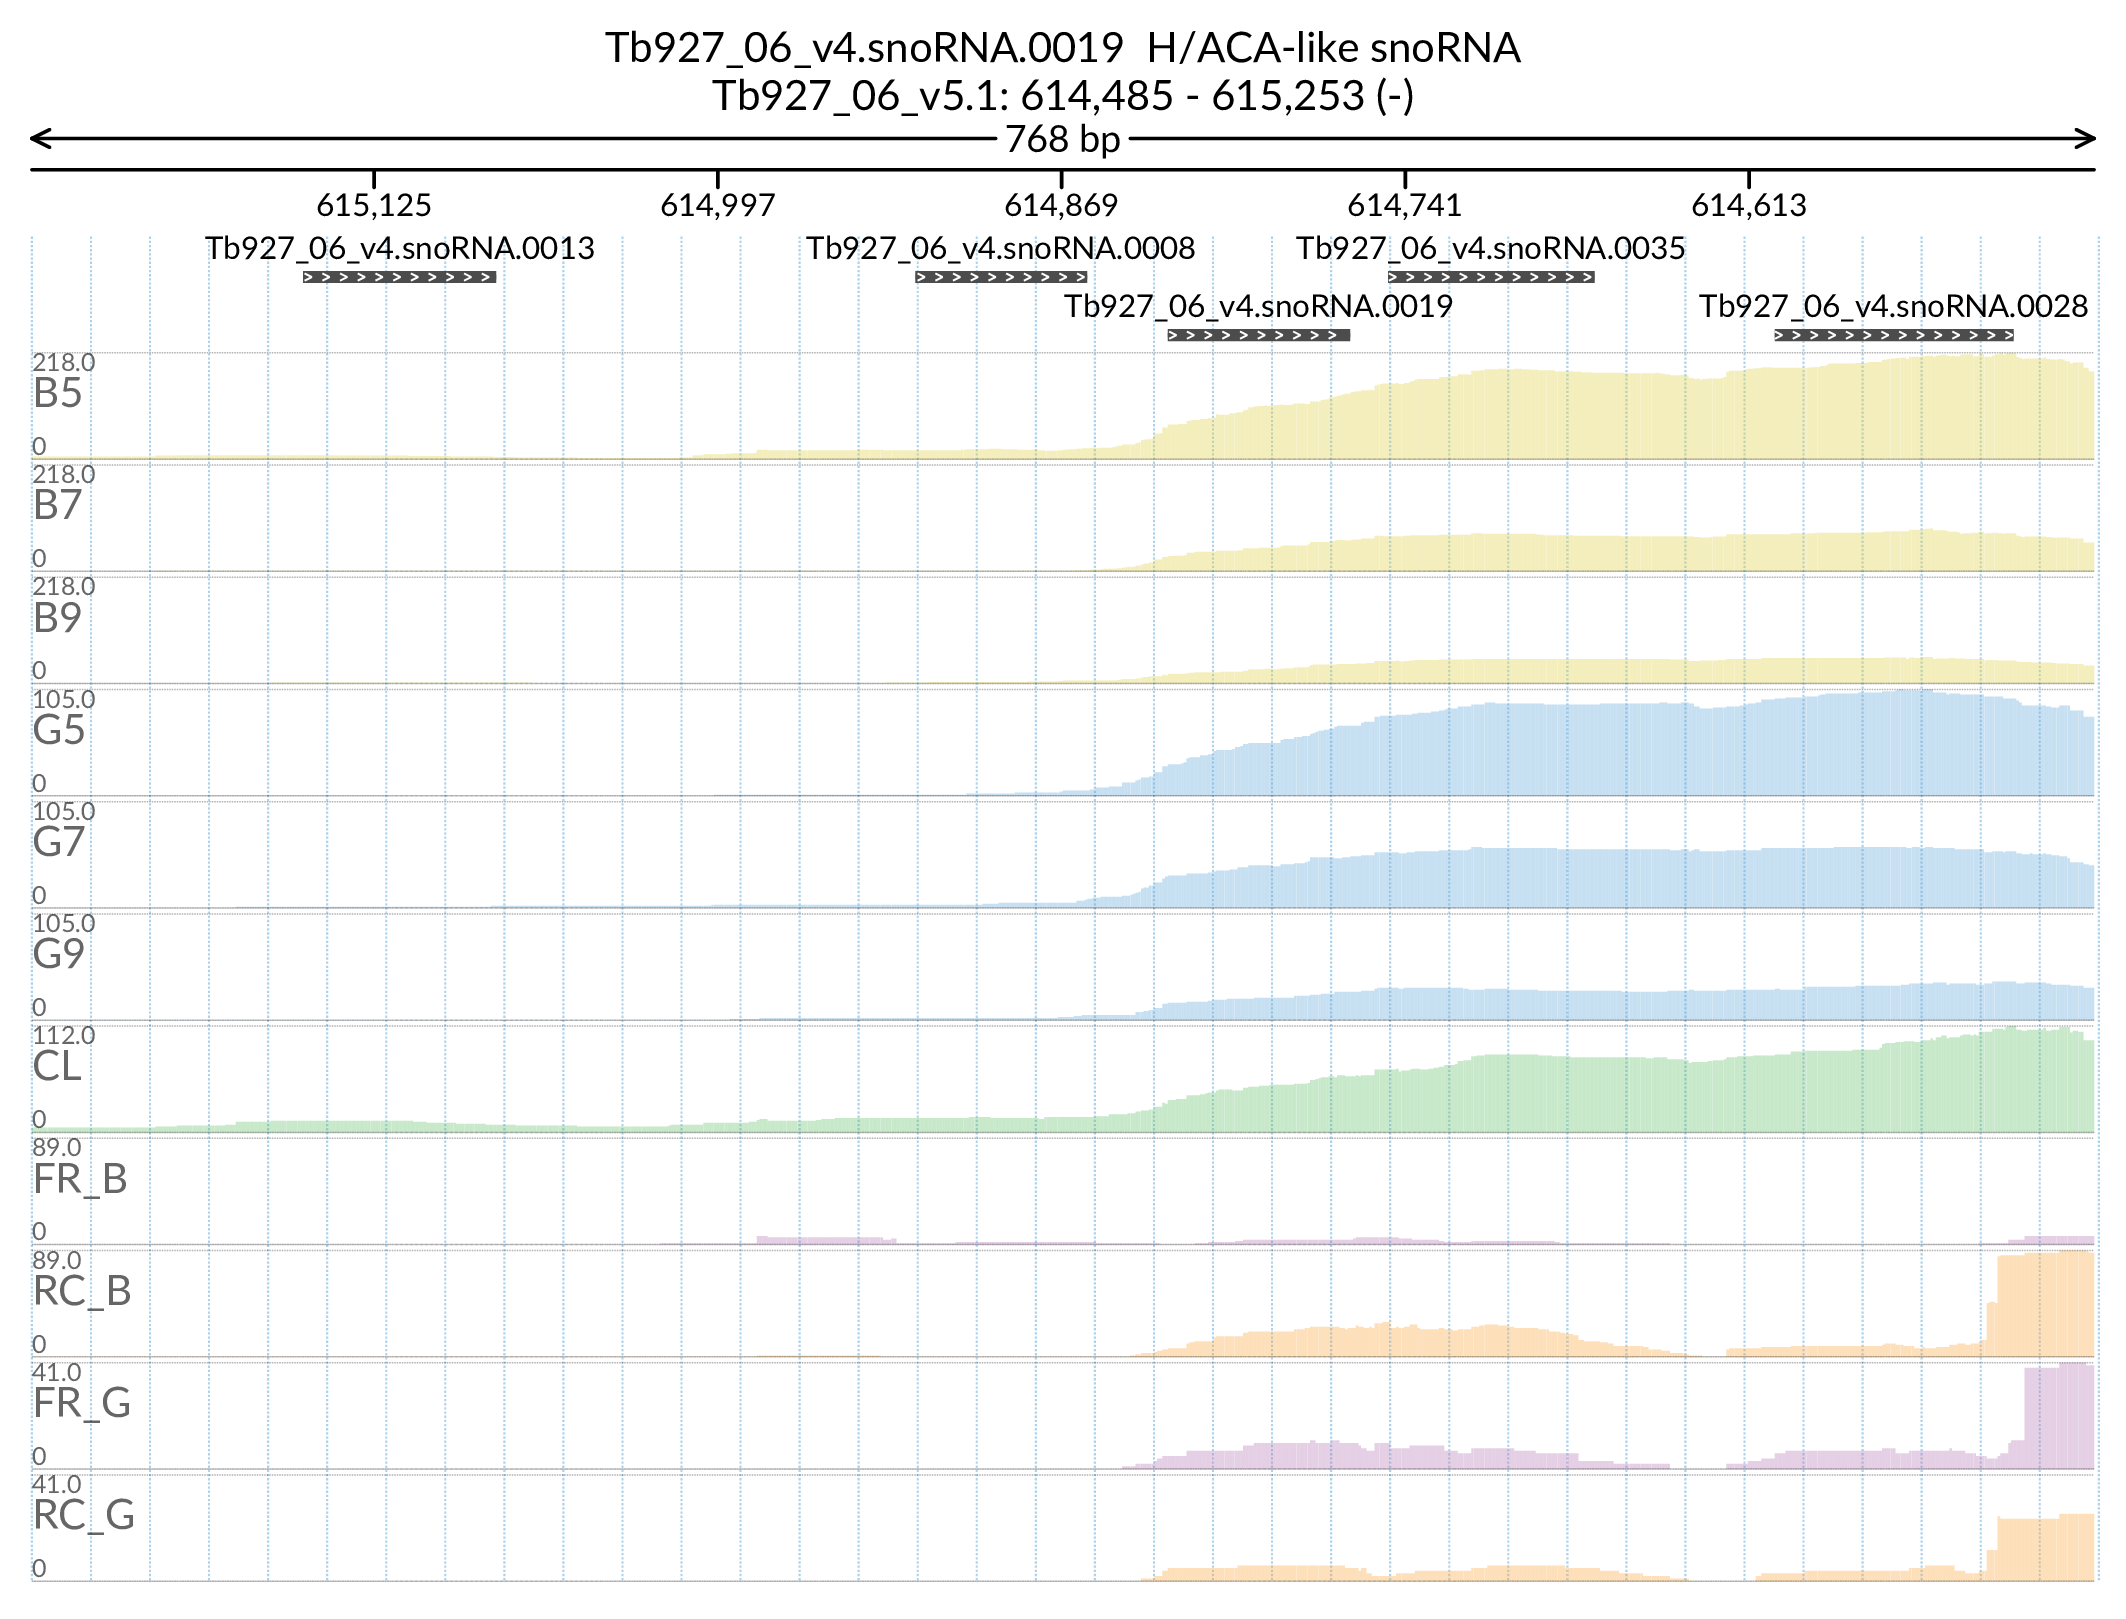 Tb927_06_v4.snoRNA.0019 H/ACA-like snoRNA
Tb927_06_v5.1: 614,485 - 615,253 (-)
768 bp
615,125 614,997 614,869 614,741 614,613
Tb927_06_v4.snoRNA.0013 Tb927_06_v4.snoRNA.0008 Tb927_06_v4.snoRNA.0035
Tb927_06_v4.snoRNA.0019 Tb927_06_v4.snoRNA.0028
218.0
B5
0
218.0
B7
0
218.0
B9
0
105.0
G5
0
105.0
G7
0
105.0
G9
0
112.0
CL
0
89.0
FR_B
0
89.0
RC_B
0
41.0
FR_G
0
41.0
RC_G
0